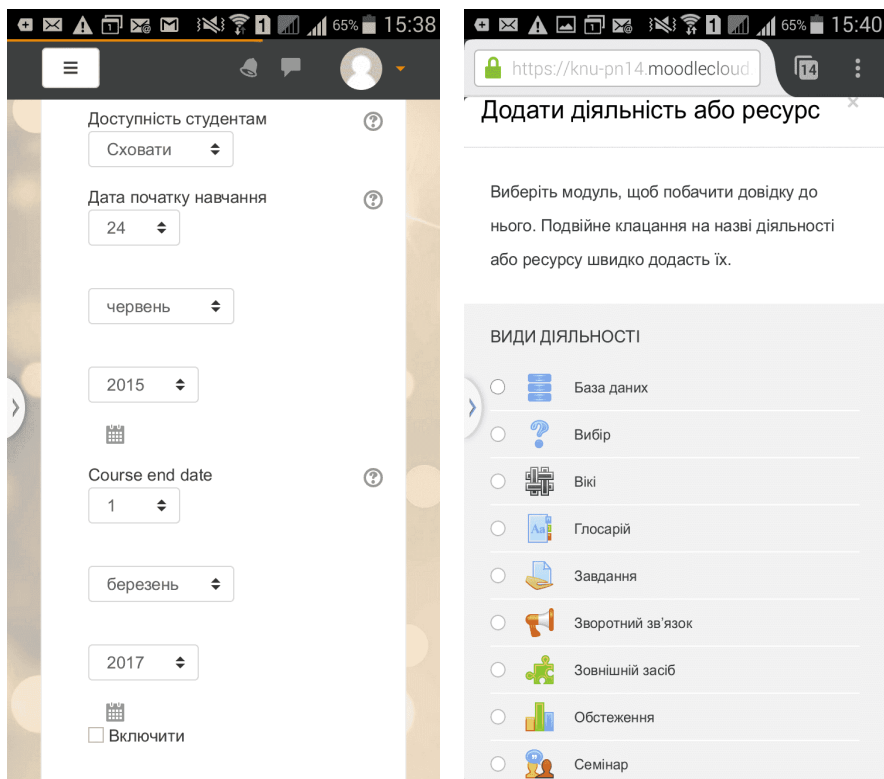 1 65% 15:38
Доступність студентам
Сховати
Дата початку навчання
24
червень
2015
Course end date
1
березень
2017
Включити
1 65% 15:40
https://knu-pn14.moodlecloud
14
Додати діяльність або ресурс
×
Виберіть модуль, щоб побачити довідку до
нього. Подвійне клацання на назві діяльності
або ресурсу швидко додасть їх.
ВИДИ ДІЯЛЬНОСТІ
База даних
Вибір
Вікі
Aa
Глосарій
Завдання
Зворотний зв'язок
Зовнішній засіб
Обстеження
Семінар